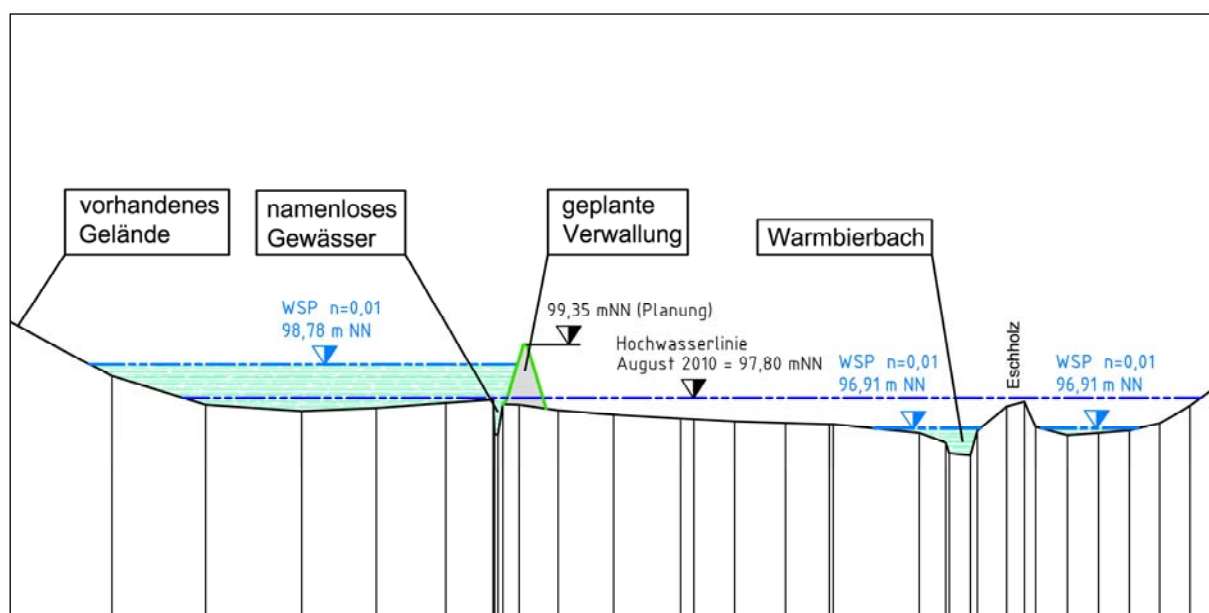 vorhandenes
Gelände
namenloses
Gewässer
geplante
Verwallung
Warmbierbach
WSP n=0,01
98,78 m NN
99,35 mNN (Planung)
Hochwasserlinie
August 2010 = 97,80 mNN
WSP n=0,01
96,91 m NN
Eschholz
WSP n=0,01
96,91 m NN